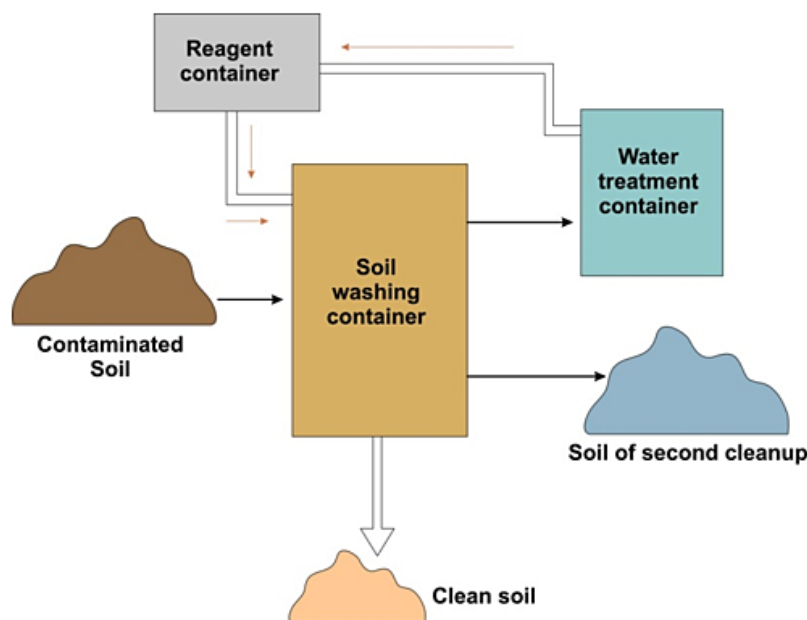 Reagent
container
Water
treatment
container
Soil
washing
container
Contaminated
Soil
Soil of second cleanup
Clean soil